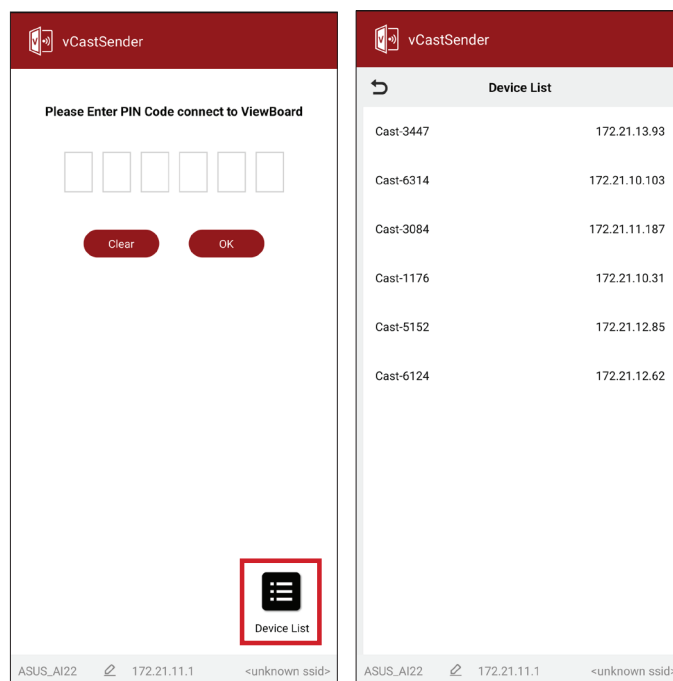 vCastSender
Please Enter PIN Code connect to ViewBoard
Clear
OK
Device List
ASUS_AI22 172.21.11.1 <unknown ssid>
vCastSender
Device List
Cast-3447 172.21.13.93
Cast-6314 172.21.10.103
Cast-3084 172.21.11.187
Cast-1176 172.21.10.31
Cast-5152 172.21.12.85
Cast-6124 172.21.12.62
ASUS_AI22 172.21.11.1 <unknown ssid>